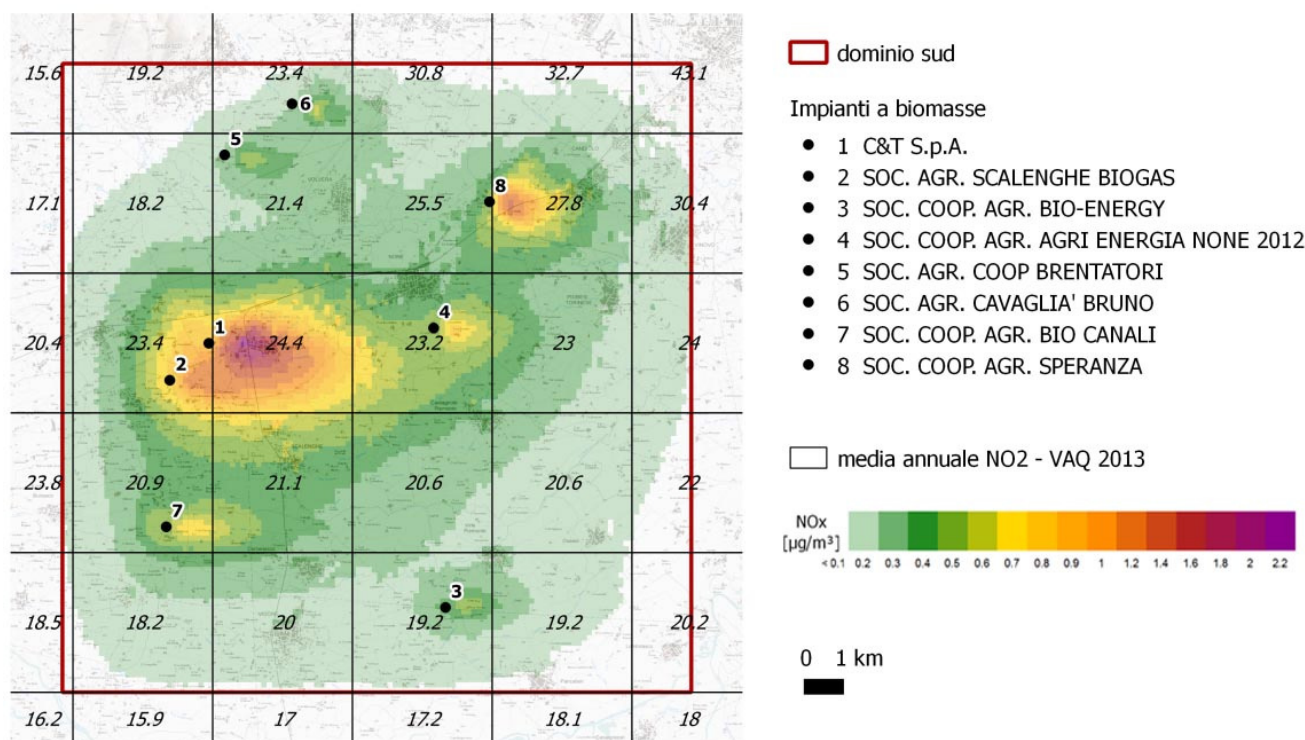 15.6 19.2 23.4 30.8 32.7 43.1
6
5
8
17.1 18.2 21.4 25.5 27.8 30.4
4
1
20.4 23.4 24.4 23.2 23 24
2
23.8 20.9 21.1 20.6 20.6 22
7
3
18.5 18.2 20 19.2 19.2 20.2
16.2 15.9 17 17.2 18.1 18
dominio sud
Impianti a biomasse
1 C&T S.p.A.
2 SOC. AGR. SCALENGHE BIOGAS
3 SOC. COOP. AGR. BIO-ENERGY
4 SOC. COOP. AGR. AGRI ENERGIA NONE 2012
5 SOC. AGR. COOP BRENTATORI
6 SOC. AGR. CAVAGLIA' BRUNO
7 SOC. COOP. AGR. BIO CANALI
8 SOC. COOP. AGR. SPERANZA
media annuale NO2 - VAQ 2013
NOx
[µg/m³]
<0.1 0.2 0.3 0.4 0.5 0.6 0.7 0.8 0.9 1 1.2 1.4 1.6 1.8 2 2.2
0 1 km